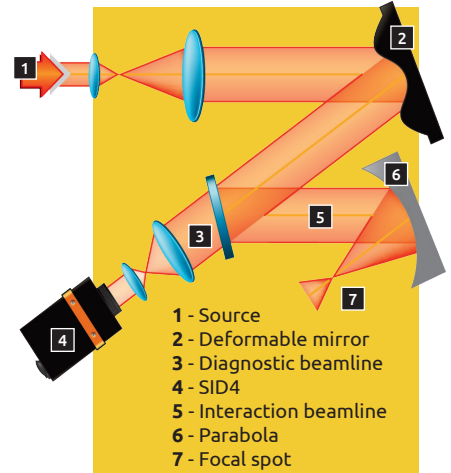 1
2
6
5
3
7
4
1 - Source
2 - Deformable mirror
3 - Diagnostic beamline
4 - SID4
5 - Interaction beamline
6 - Parabola
7 - Focal spot